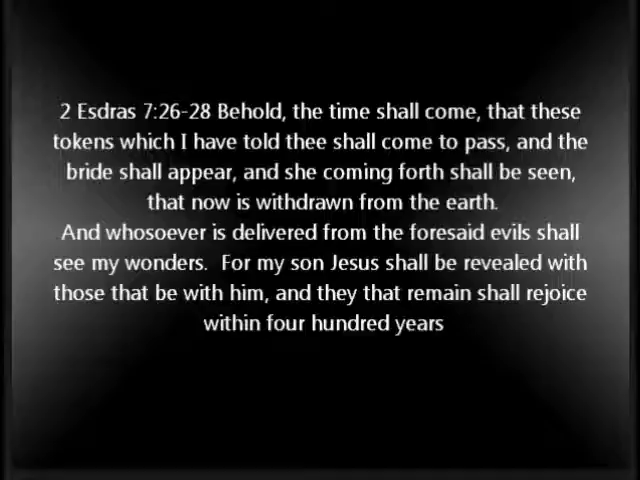 2 Esdras 7:26-28 Behold, the time shall come, that these
tokens which I have told thee shall come to pass, and the
bride shall appear, and she coming forth shall be seen,
that now is withdrawn from the earth.
And whosoever is delivered from the foresaid evils shall
see my wonders.  For my son Jesus shall be revealed with
those that be with him, and they that remain shall rejoice
within four hundred years